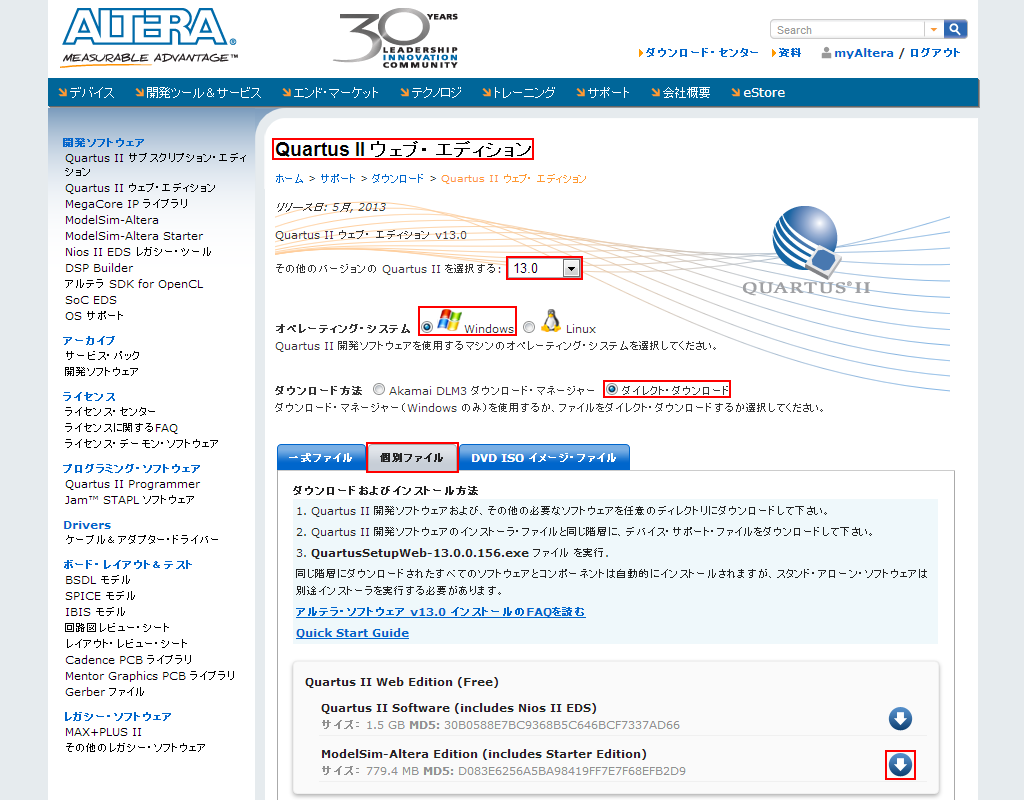 ALTERA®
MEASURABLE ADVANTAGE™
30 YEARS
LEADERSHIP
INNOVATION
COMMUNITY
Search
ダウンロード・センター 資料 myAltera / ログアウト
デバイス 開発ツール＆サービス エンド・マーケット テクノロジ トレーニング サポート 会社概要 eStore
開発ソフトウェア
Quartus II サブスクリプション・エディ
ション
Quartus II ウェブ・エディション
MegaCore IP ライブラリ
ModelSim-Altera
ModelSim-Altera Starter
Nios II EDS レガシー・ツール
DSP Builder
アルテラ SDK for OpenCL
SoC EDS
OS サポート
アーカイブ
サービス・パック
開発ソフトウェア
ライセンス
ライセンス・センター
ライセンスに関するFAQ
ライセンス・デーモン・ソフトウェア
プログラミング・ソフトウェア
Quartus II Programmer
Jam™ STAPL ソフトウェア
Drivers
ケーブル＆アダプター・ドライバー
ボード・レイアウト＆テスト
BSDL モデル
SPICE モデル
IBIS モデル
回路図レビュー・シート
レイアウト・レビュー・シート
Cadence PCB ライブラリ
Mentor Graphics PCB ライブラリ
Gerber ファイル
レガシー・ソフトウェア
MAX+PLUS II
その他のレガシー・ソフトウェア
Quartus II ウェブ・ エディション
ホーム > サポート > ダウンロード > Quartus II ウェブ・ エディション
リリース日: 5月, 2013
Quartus II ウェブ・ エディション v13.0
その他のバージョンの Quartus II を選択する: 13.0
QUARTUS® II
オペレーティング・システム Windows Linux
Quartus II 開発ソフトウェアを使用するマシンのオペレーティング・システムを選択してください。
ダウンロード方法 Akamai DLM3 ダウンロード・マネージャー ダイレクト・ダウンロード
ダウンロード・マネージャー（Windows のみ）を使用するか、ファイルをダイレクト・ダウンロードするか選択してください。
一式ファイル 個別ファイル DVD ISO イメージ・ファイル
ダウンロードおよびインストール方法
1. Quartus II 開発ソフトウェアおよび、その他の必要なソフトウェアを任意のディレクトリにダウンロードして下さい。
2. Quartus II 開発ソフトウェアのインストーラ・ファイルと同じ階層に、デバイス・サポート・ファイルをダウンロードして下さい。
3. QuartusSetupWeb-13.0.0.156.exe ファイル を実行.
同じ階層にダウンロードされたすべてのソフトウェアとコンポーネントは自動的にインストールされますが、スタンド・アローン・ソフトウェアは
別途インストーラを実行する必要があります。
アルテラ・ソフトウェア v13.0 インストールのFAQを読む
Quick Start Guide
Quartus II Web Edition (Free)
Quartus II Software (includes Nios II EDS)
サイズ： 1.5 GB MD5: 30B0588E7BC9368B5C646BCF7337AD66
ModelSim-Altera Edition (includes Starter Edition)
サイズ： 779.4 MB MD5: D083E6256A5BA98419FF7E7F68EFB2D9